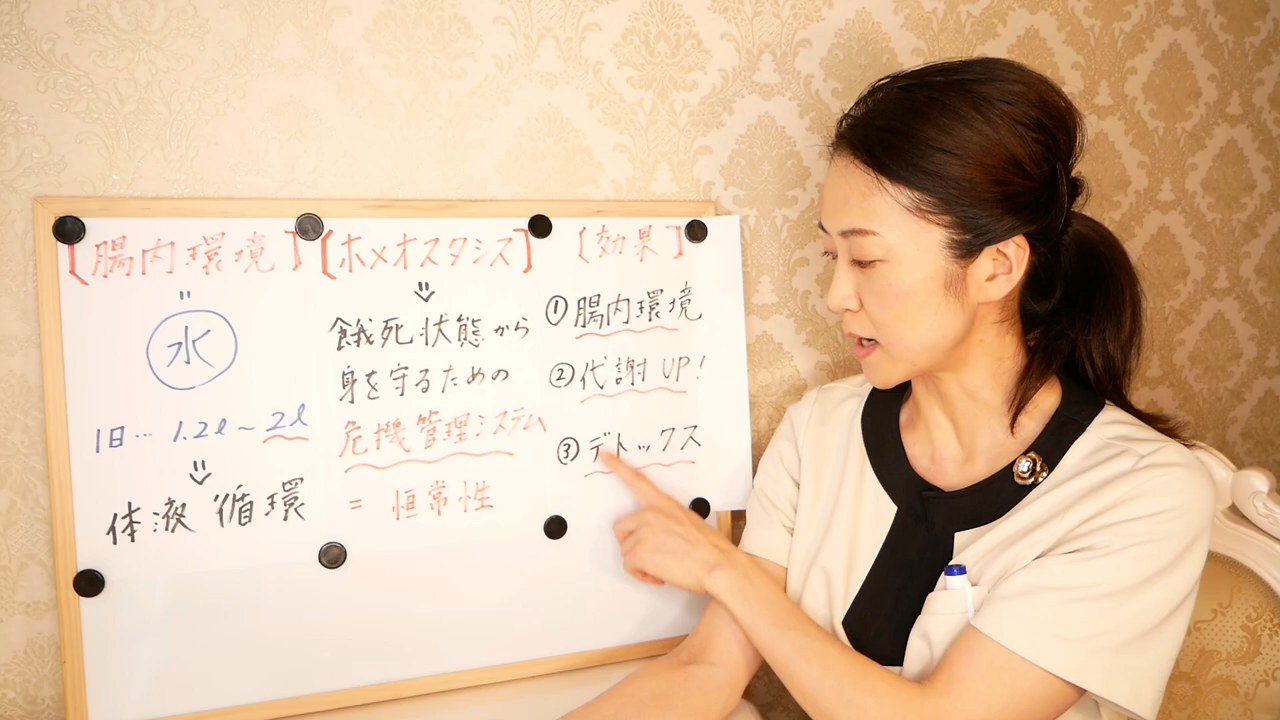 【腸内環境】
=
水
1日… 1.2ℓ～2ℓ
⇓
体液循環
【ホメオスタシス】
⇓
餓死状態から
身を守るための
危機管理システム
= 恒常性
【効果】
①腸内環境
②代謝UP!
③デトックス